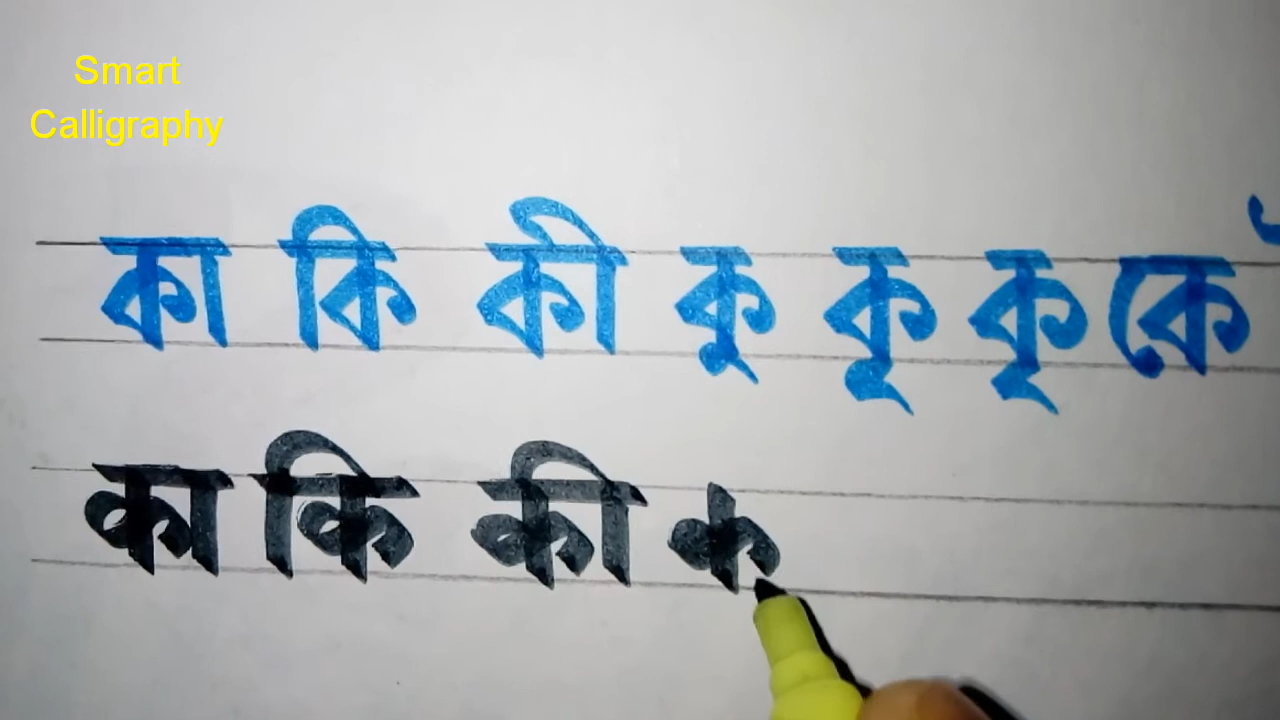 Smart
Calligraphy
কা কি কী কু কূ কৃ কে
का कि की क